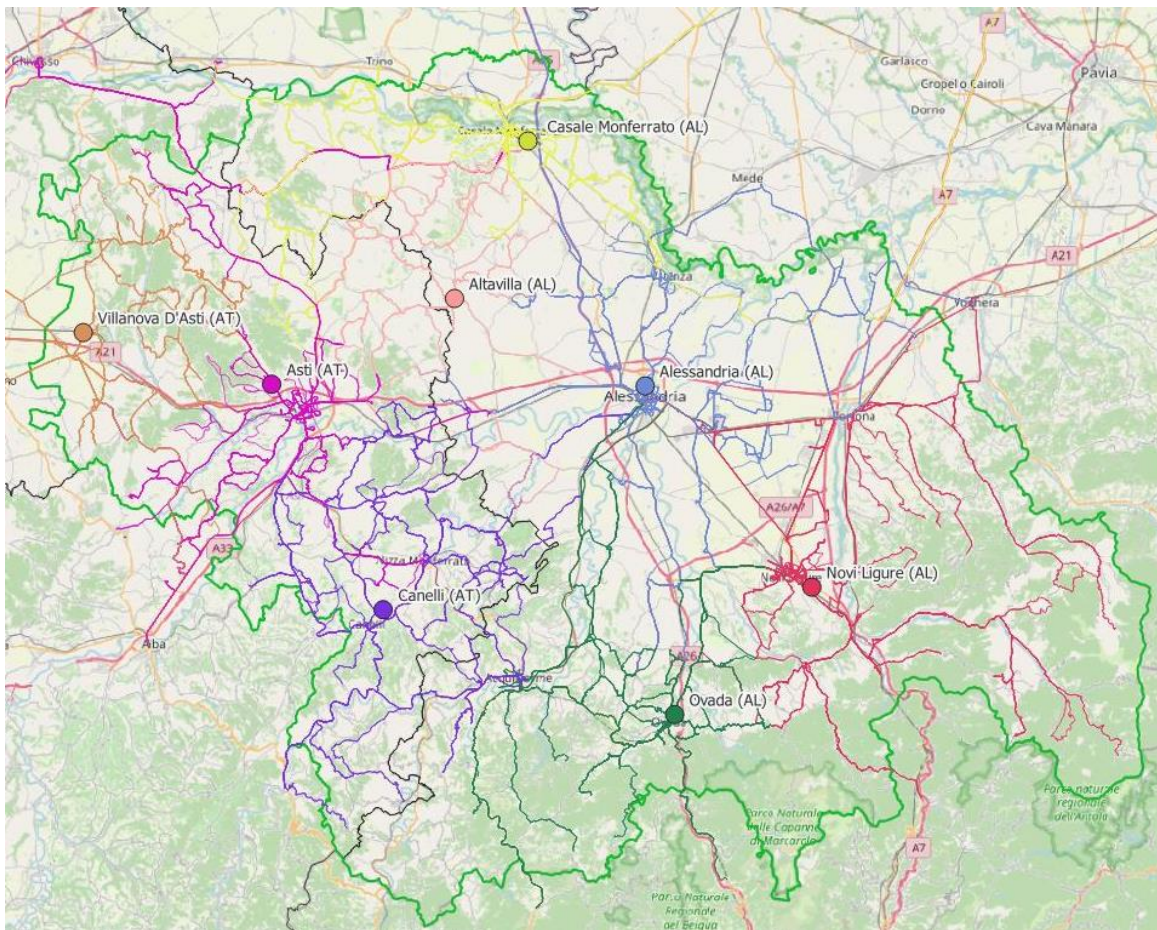 A7
Pavia
Trino
Garlasco
Gropello Cairoli
Dorno
Cava Manara
Casale Monferrato (AL)
Mede
A7
A21
Altavilla (AL)
Voghera
Villanova D'Asti (AT)
A21
Asti (AT)
Alessandria (AL)
Alessandria
A26/A7
A33
Novi Ligure (AL)
Canelli (AT)
Alba
A26
Ovada (AL)
Parco naturale
regionale
dell'Antola
Parco Naturale
delle Capanne
di Marcarolo
A7
Parco Naturale
Regionale
del Beigua